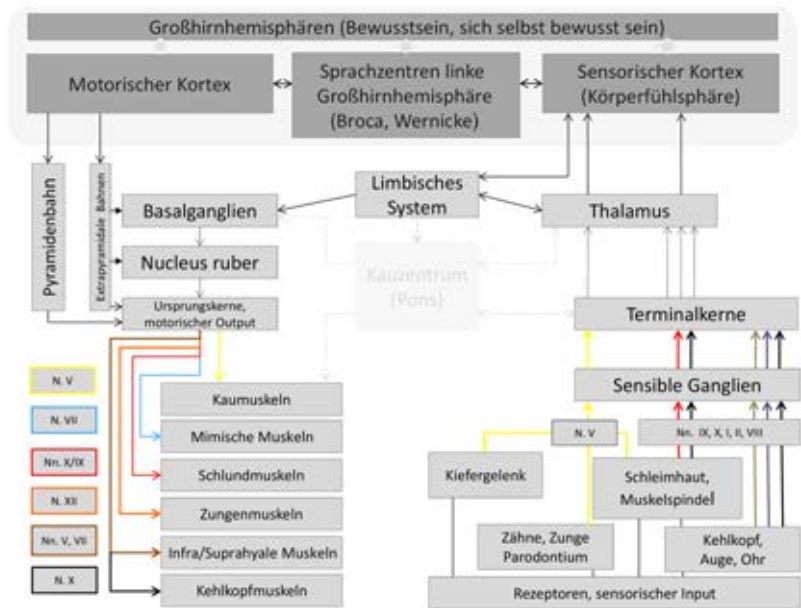 Großhirnhemisphären (Bewusstsein, sich selbst bewusst sein)
Motorischer Kortex
Sprachzentren linke
Großhirnhemisphäre
(Broca, Wernicke)
Sensorischer Kortex
(Körperfühlsphäre)
Pyramidenbahn
Extrapyramidale Bahnen
Basalganglien
Limbisches
System
Thalamus
Nucleus ruber
Kauzentrum
(Pons)
Ursprungskerne,
motorischer Output
Terminalkerne
Sensible Ganglien
N. V
N. VII
Nn. X/IX
N. XII
Nn. V, VII
N. X
Kaumuskeln
Mimische Muskeln
Schlundmuskeln
Zungenmuskeln
Infra/Suprahyale Muskeln
Kehlkopfmuskeln
N. V
Nn. IX, X, I, II, VIII
Kiefergelenk
Schleimhaut,
Muskelspindel
Zähne, Zunge
Parodontium
Kehlkopf,
Auge, Ohr
Rezeptoren, sensorischer Input